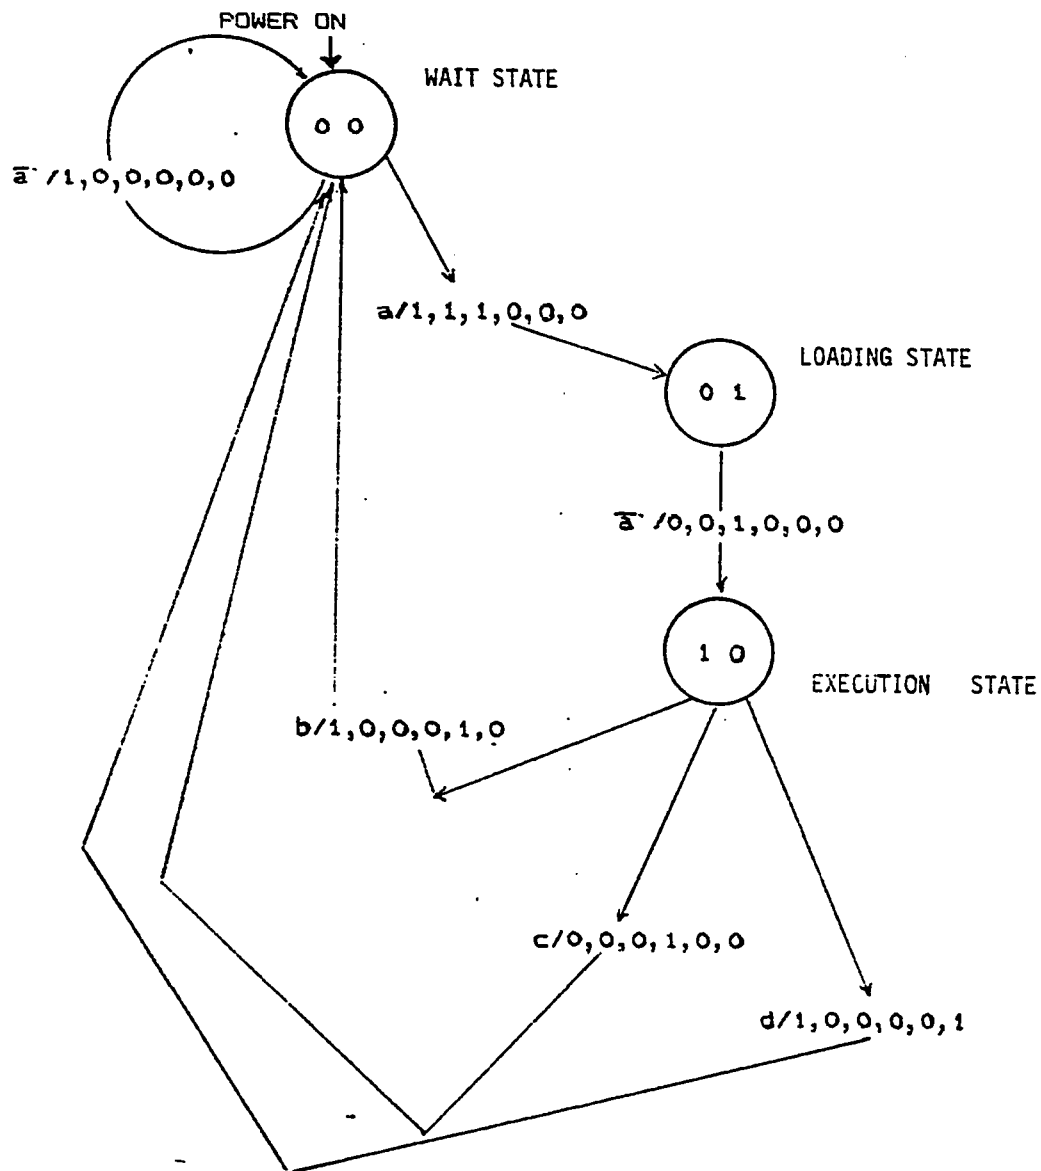 POWER ON
WAIT STATE
0 0
a̅/1,0,0,0,0,0
a/1,1,1,0,0,0
LOADING STATE
0 1
a̅/0,0,1,0,0,0
1 0
EXECUTION STATE
b/1,0,0,0,1,0
c/0,0,0,1,0,0
d/1,0,0,0,0,1